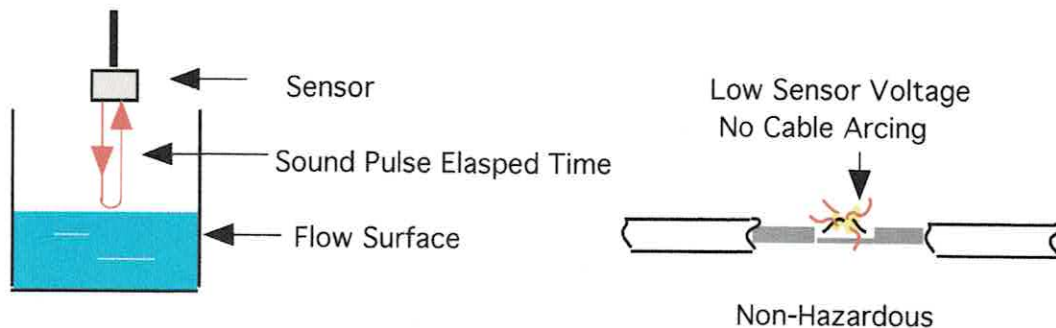 Sensor
Sound Pulse Elasped Time
Flow Surface
Low Sensor Voltage
No Cable Arcing
Non-Hazardous